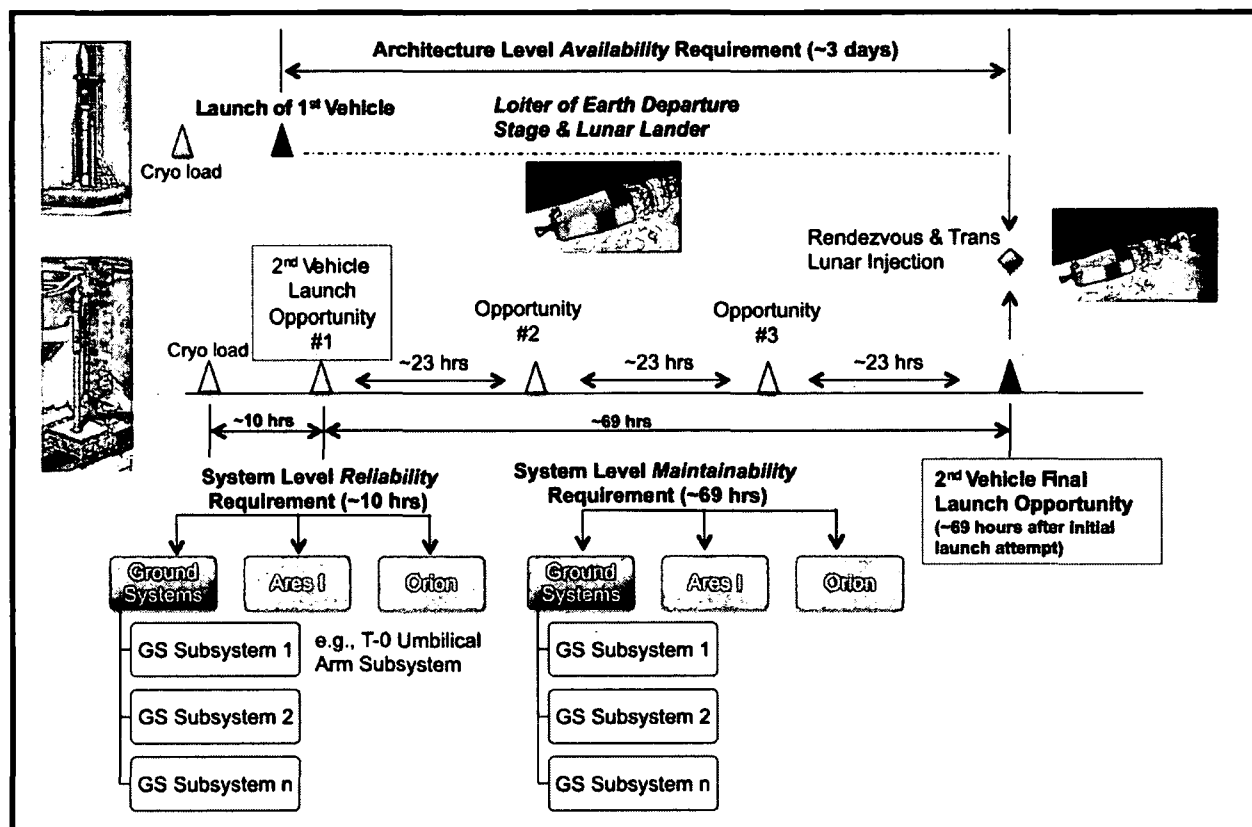 Architecture Level Availability Requirement (~3 days)
Launch of 1st Vehicle
Loiter of Earth Departure
Stage & Lunar Lander
Cryo load
Rendezvous & Trans
Lunar Injection
2nd Vehicle
Launch
Opportunity
#1
Opportunity
#2
Opportunity
#3
Cryo load
~23 hrs
~23 hrs
~23 hrs
~10 hrs
~69 hrs
System Level Reliability
Requirement (~10 hrs)
System Level Maintainability
Requirement (~69 hrs)
2nd Vehicle Final
Launch Opportunity
(~69 hours after initial
launch attempt)
Ground
Systems
Ares I
Orion
Ground
Systems
Ares I
Orion
GS Subsystem 1
e.g., T-0 Umbilical
Arm Subsystem
GS Subsystem 2
GS Subsystem n
GS Subsystem 1
GS Subsystem 2
GS Subsystem n